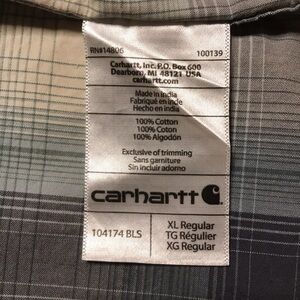 RN#14806 100139
Carhartt, Inc. P.O. Box 600
Dearborn, MI 48121 USA
carhartt.com
Made in India
Fabriqué en Inde
Hecho en Indio
100% Cotton
100% Coton
100% Algodón
Exclusive of trimming
Sans garniture
Sin incluir adorno
carhartt
104174 BLS
XL Regular
TG Régulier
XG Regular